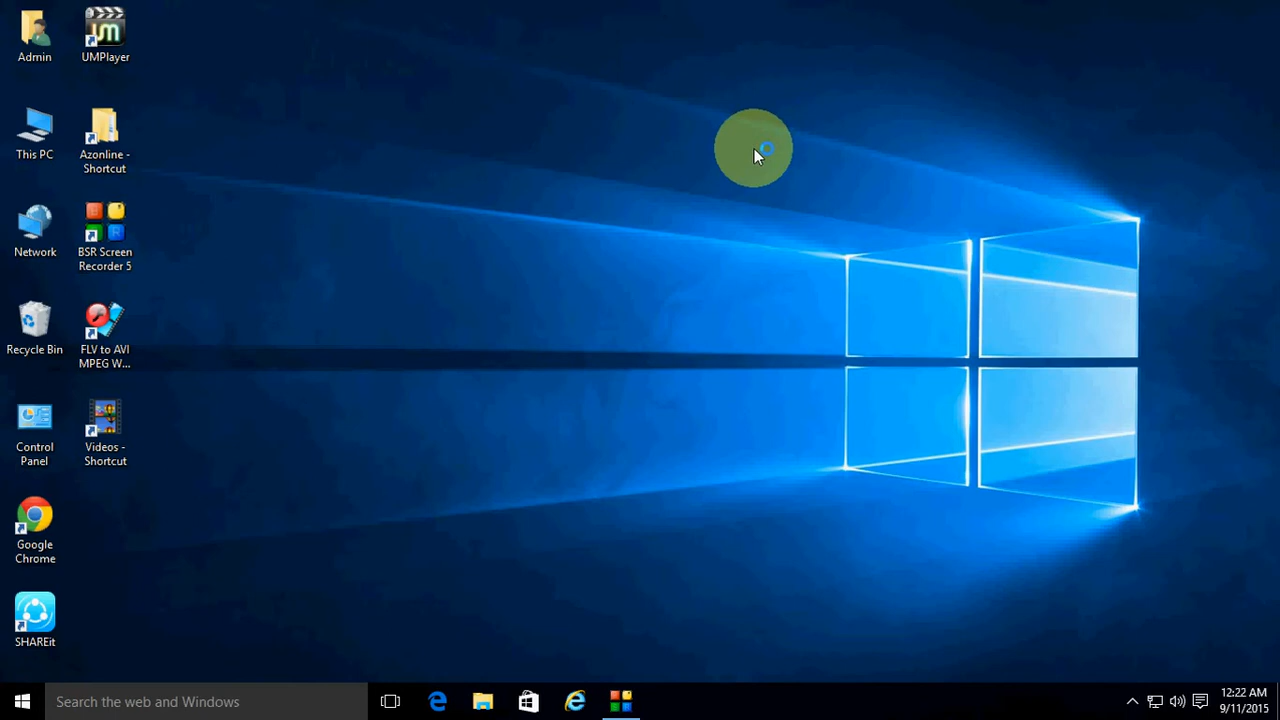 Admin
UMPlayer
This PC
Azonline -
Shortcut
Network
BSR Screen
Recorder 5
Recycle Bin
FLV to AVI
MPEG W...
Control
Panel
Videos -
Shortcut
Google
Chrome
SHAREit
Search the web and Windows
12:22 AM
9/11/2015